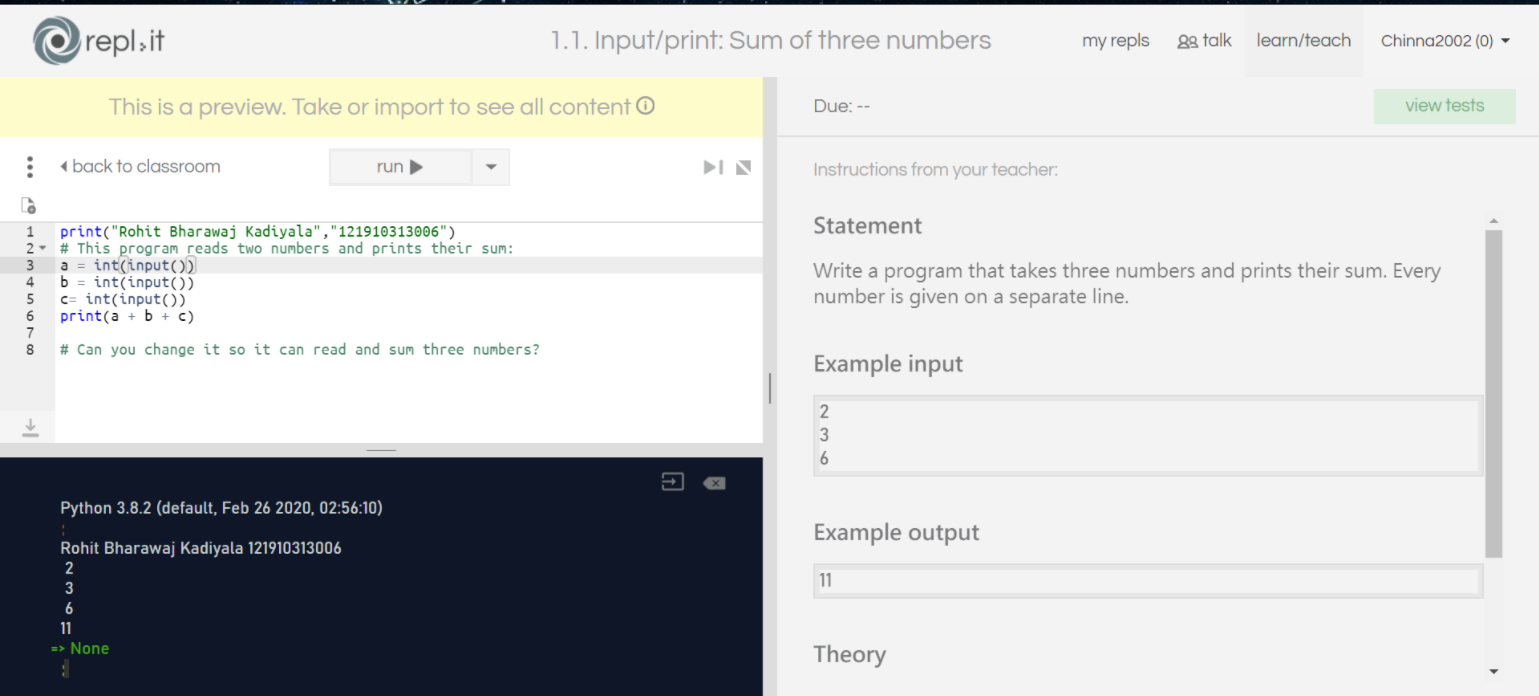 repl.it
1.1. Input/print: Sum of three numbers
my repls
talk
learn/teach
Chinna2002 (0)
This is a preview. Take or import to see all content
back to classroom
run
1 print("Rohit Bharawaj Kadiyala","121910313006")
2 # This program reads two numbers and prints their sum:
3 a = int(input())
4 b = int(input())
5 c= int(input())
6 print(a + b + c)
7
8 # Can you change it so it can read and sum three numbers?
Python 3.8.2 (default, Feb 26 2020, 02:56:10)
Rohit Bharawaj Kadiyala 121910313006
2
3
6
11
=> None
Due: --
view tests
Instructions from your teacher:
Statement
Write a program that takes three numbers and prints their sum. Every
number is given on a separate line.
Example input
2
3
6
Example output
11
Theory